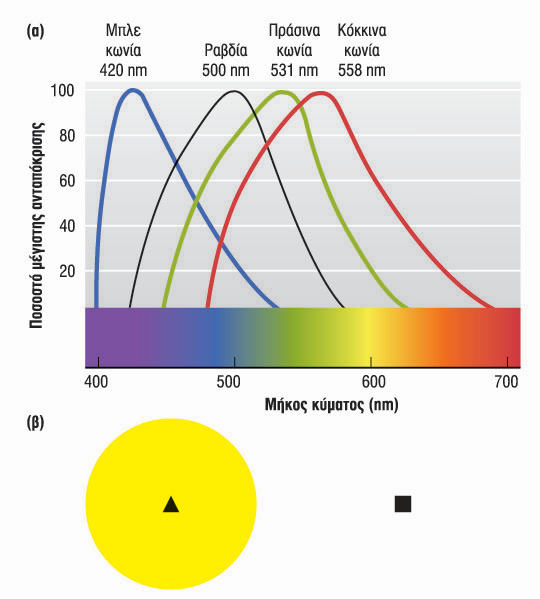 (α)
Μπλε
κωνία
420 nm
Ραβδία
500 nm
Πράσινα
κωνία
531 nm
Κόκκινα
κωνία
558 nm
Ποσοστό μέγιστης ανταπόκρισης
100
80
60
40
20
400
500
600
700
Μήκος κύματος (nm)
(β)